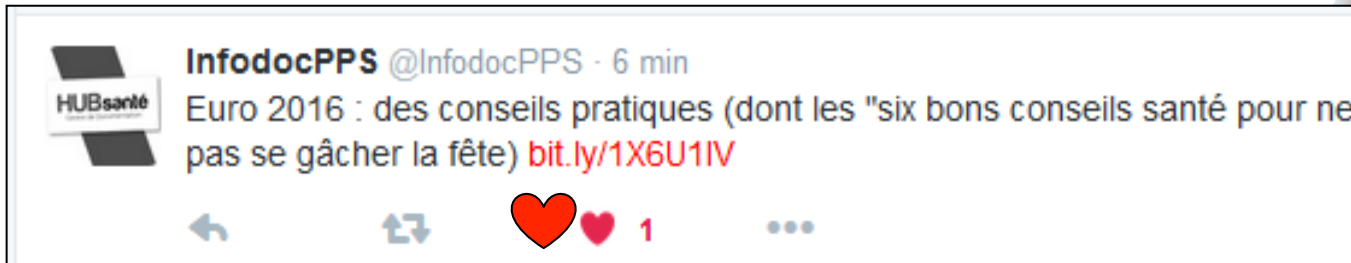 InfodocPPS @InfodocPPS · 6 min
HUBsanté
Euro 2016 : des conseils pratiques (dont les "six bons conseils santé pour ne
pas se gâcher la fête) bit.ly/1X6U1IV
1